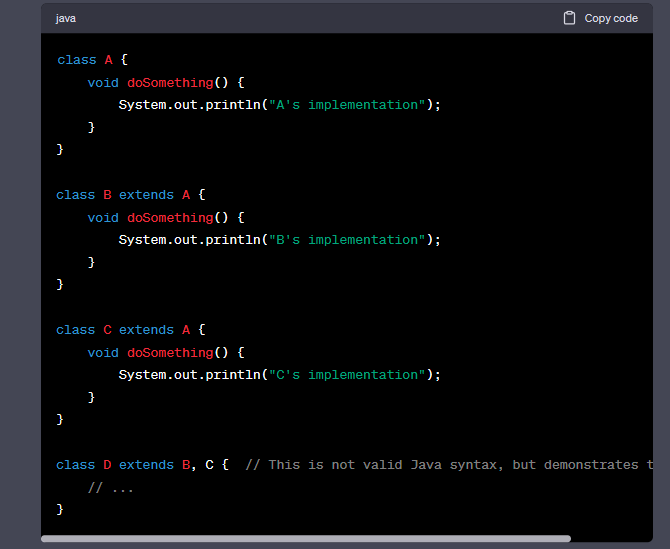 java
Copy code
class A {
    void doSomething() {
        System.out.println("A's implementation");
    }
}
class B extends A {
    void doSomething() {
        System.out.println("B's implementation");
    }
}
class C extends A {
    void doSomething() {
        System.out.println("C's implementation");
    }
}
class D extends B, C {  // This is not valid Java syntax, but demonstrates t
    // ...
}